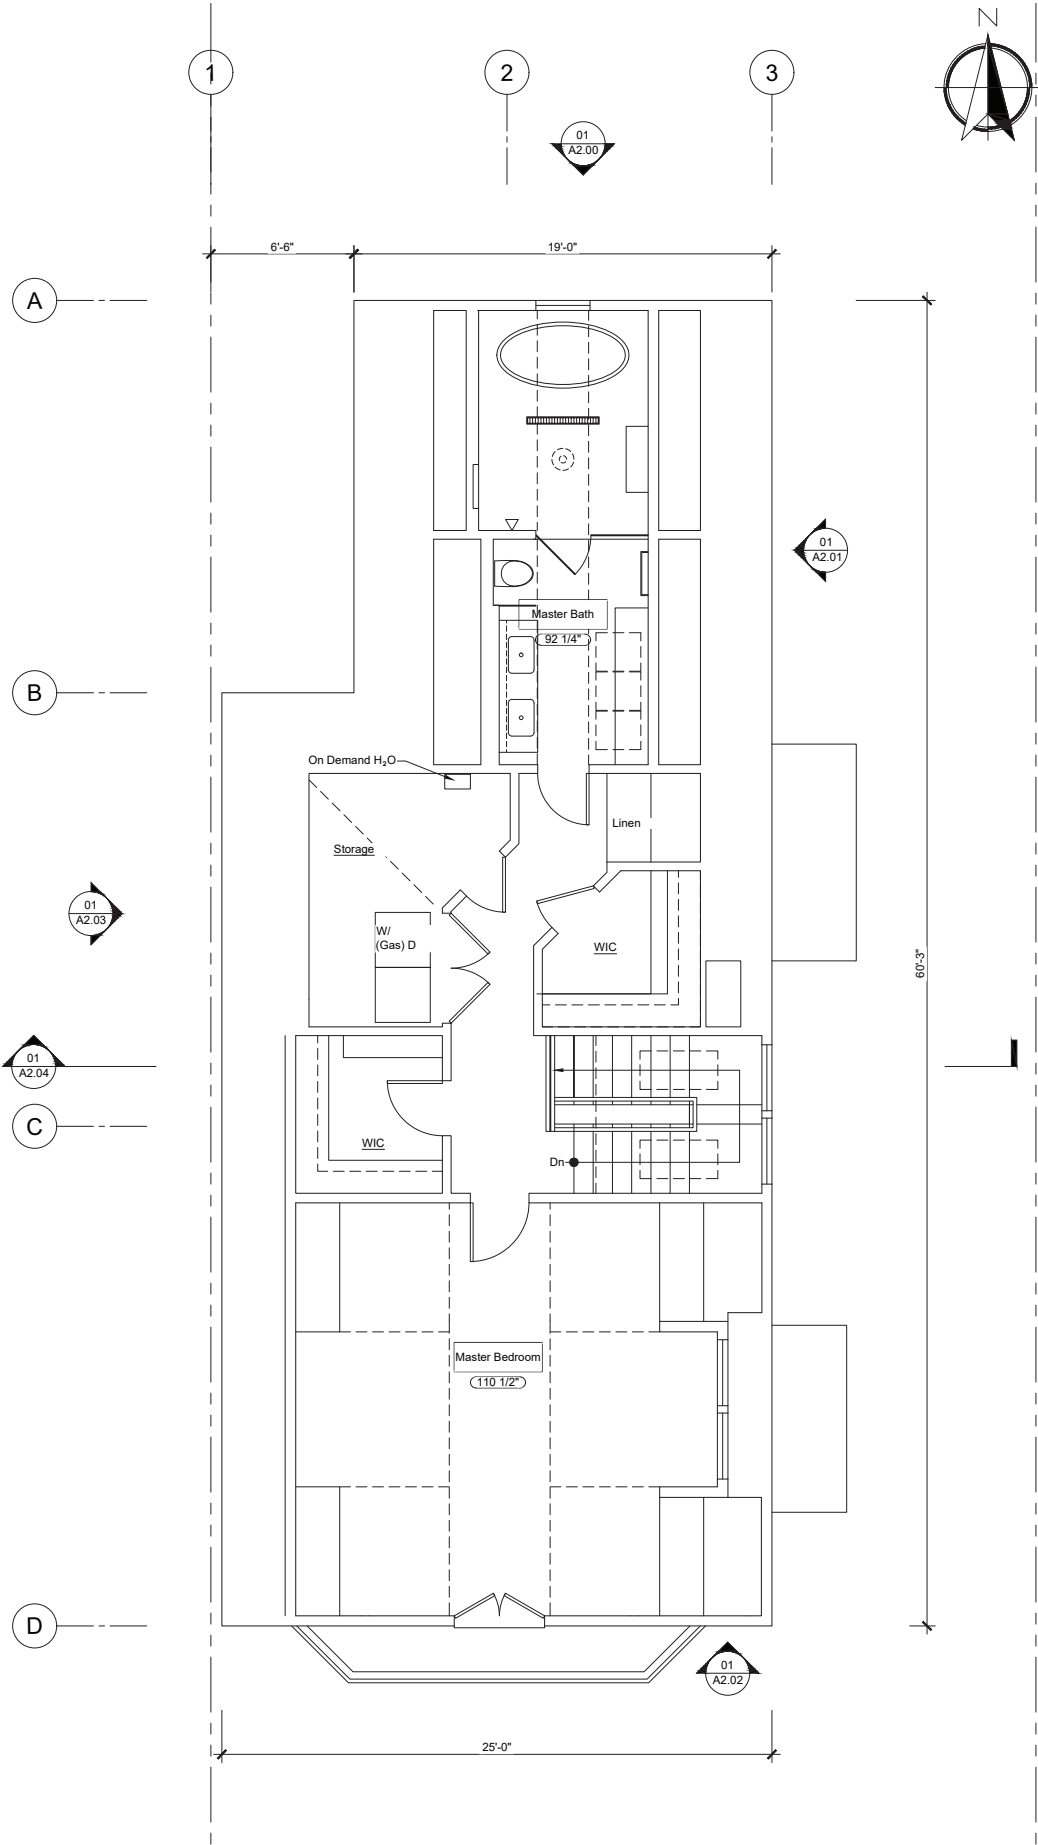 N
1
2
3
01
A2.00
6'-6"
19'-0"
A
01
A2.01
Master Bath
92 1/4"
B
On Demand H₂O
Linen
Storage
01
A2.03
W/
(Gas) D
WIC
60'-3"
01
A2.04
C
WIC
Dn
Master Bedroom
110 1/2"
D
01
A2.02
25'-0"